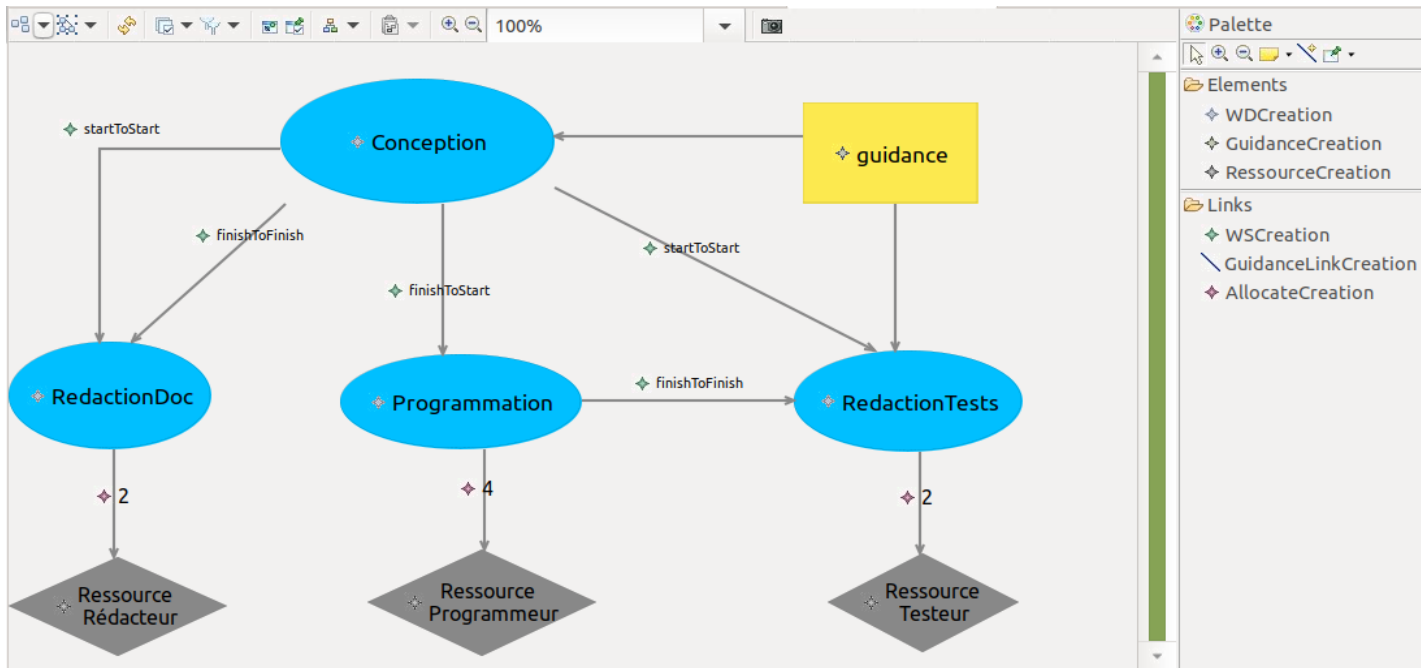 100%
Palette
Elements
WDCreation
GuidanceCreation
RessourceCreation
Links
WSCreation
GuidanceLinkCreation
AllocateCreation
startToStart
Conception
guidance
finishToFinish
startToStart
finishToStart
finishToFinish
RedactionDoc
Programmation
RedactionTests
2
4
2
Ressource
Rédacteur
Ressource
Programmeur
Ressource
Testeur